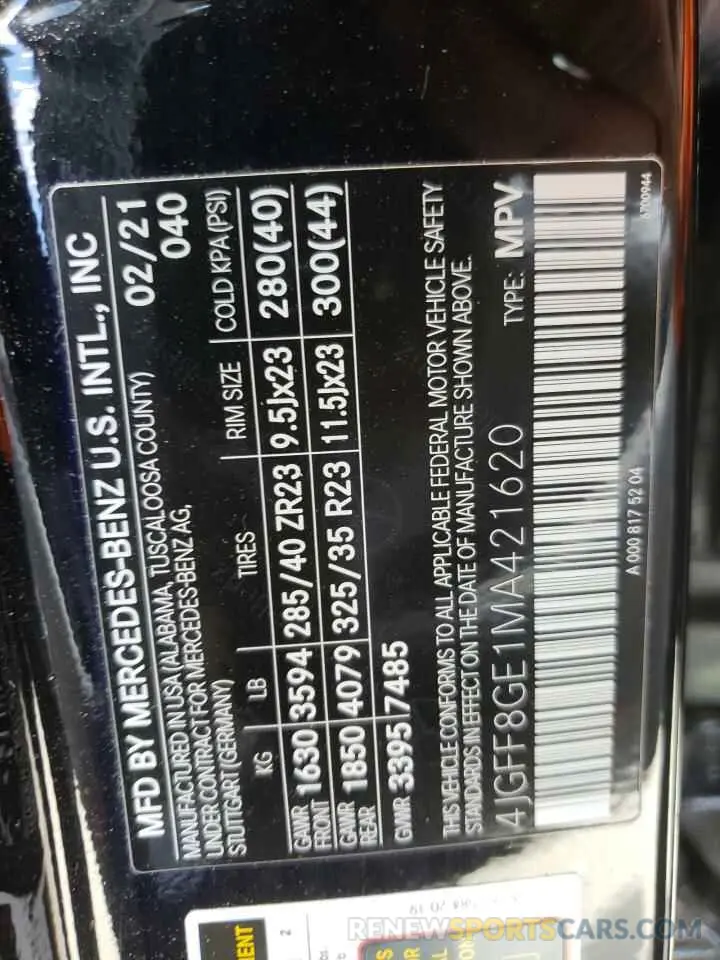 MFD BY MERCEDES-BENZ U.S. INTL., INC
MANUFACTURED IN USA (ALABAMA, TUSCALOOSA COUNTY) 02/21
UNDER CONTRACT FOR MERCEDES-BENZ AG, 040
STUTTGART (GERMANY)
KG LB TIRES RIM SIZE COLD KPA (PSI)
GAWR FRONT 1630 3594 285/40 ZR23 9.5Jx23 280(40)
GAWR REAR 1850 4079 325/35 R23 11.5Jx23 300(44)
GVWR 3395 7485
THIS VEHICLE CONFORMS TO ALL APPLICABLE FEDERAL MOTOR VEHICLE SAFETY
STANDARDS IN EFFECT ON THE DATE OF MANUFACTURE SHOWN ABOVE.
4JGFF8GE1MA421620 TYPE: MPV
A 000 817 52 04
6700944
2
RENEWSPORTSCARS.COM